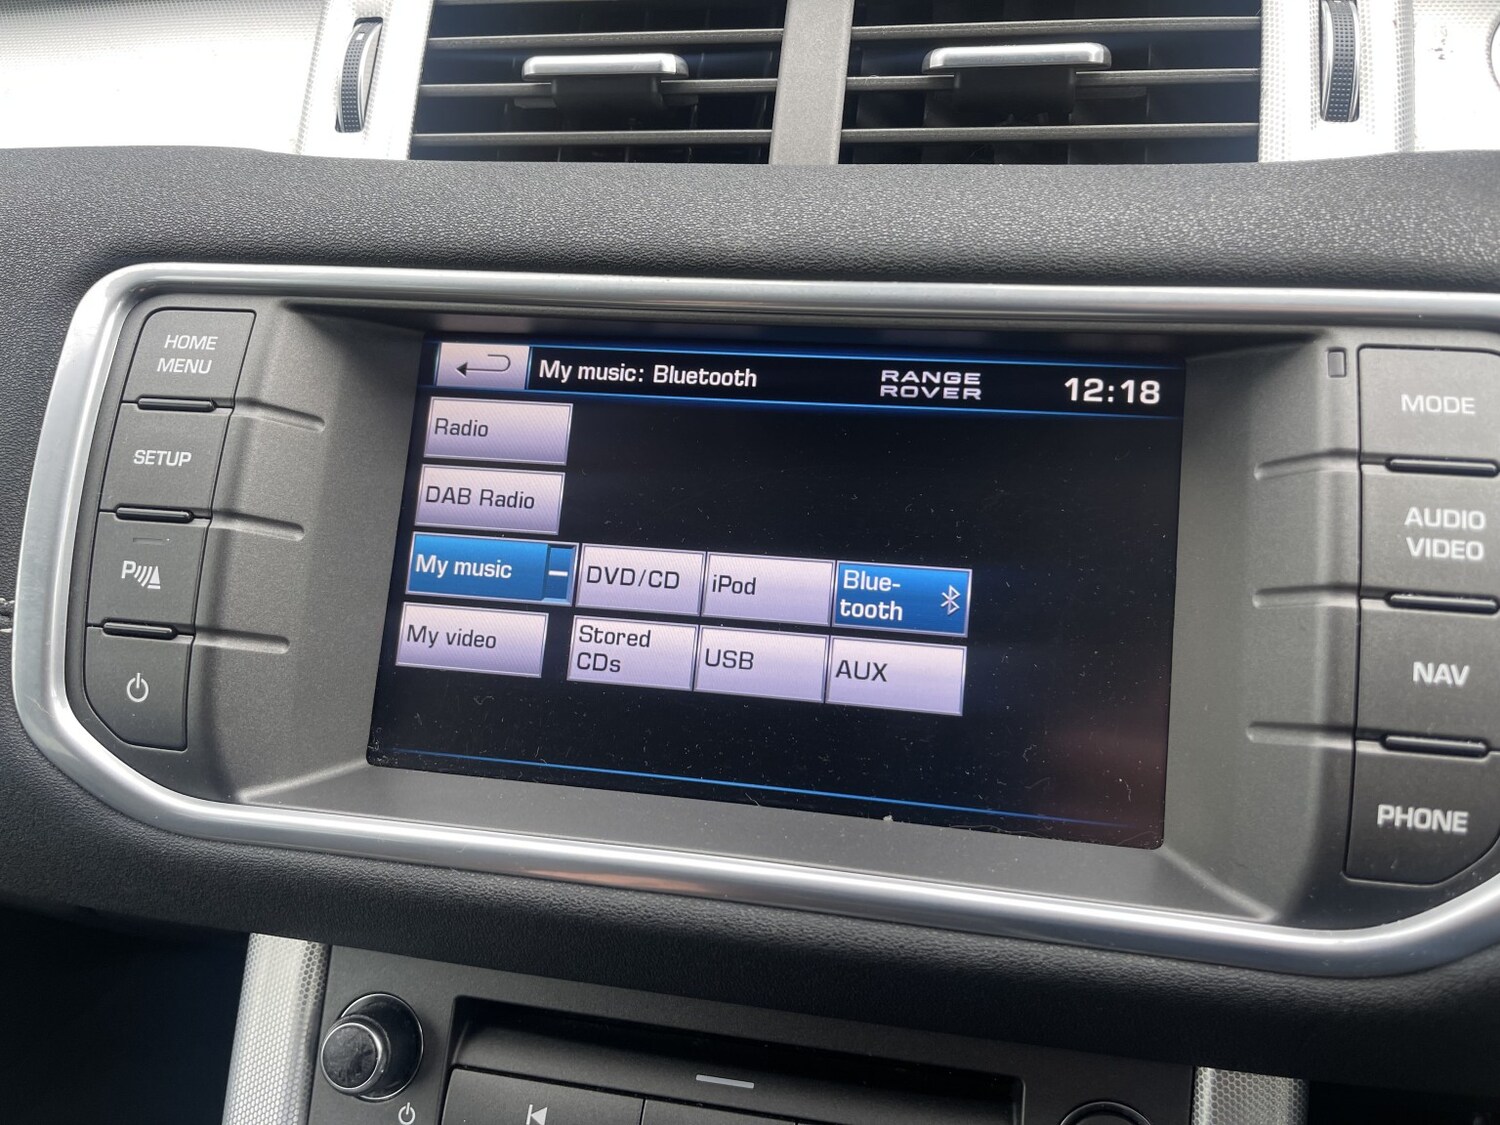 HOME
MENU
SETUP
P
My music: Bluetooth
RANGE
ROVER
12:18
Radio
DAB Radio
My music
DVD/CD
iPod
Blue-
tooth
My video
Stored
CDs
USB
AUX
MODE
AUDIO
VIDEO
NAV
PHONE